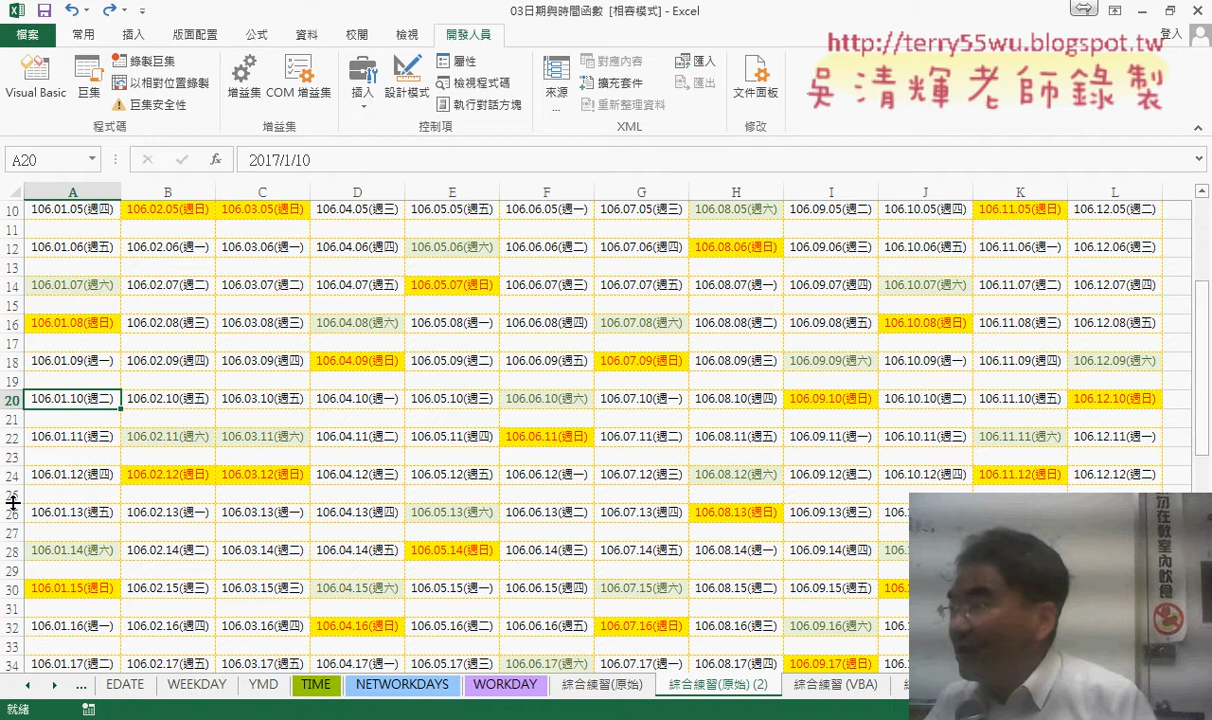 03日期與時間函數 [相容模式] - Excel
登入
檔案 常用 插入 版面配置 公式 資料 校閱 檢視 開發人員
http://terry55wu.blogspot.tw
吳清輝老師錄製
Visual Basic 巨集 錄製巨集 以相對位置錄製 巨集安全性 程式碼
增益集 COM 增益集 增益集
插入 設計模式 屬性 檢視程式碼 執行對話方塊 控制項
來源 ... 對應內容 擴充套件 重新整理資料 匯入 匯出 XML
文件面板 修改
A20 fx 2017/1/10
A B C D E F G H I J K L
10 106.01.05(週四) 106.02.05(週日) 106.03.05(週日) 106.04.05(週三) 106.05.05(週五) 106.06.05(週一) 106.07.05(週三) 106.08.05(週六) 106.09.05(週二) 106.10.05(週四) 106.11.05(週日) 106.12.05(週二)
11
12 106.01.06(週五) 106.02.06(週一) 106.03.06(週一) 106.04.06(週四) 106.05.06(週六) 106.06.06(週二) 106.07.06(週四) 106.08.06(週日) 106.09.06(週三) 106.10.06(週五) 106.11.06(週一) 106.12.06(週三)
13
14 106.01.07(週六) 106.02.07(週二) 106.03.07(週二) 106.04.07(週五) 106.05.07(週日) 106.06.07(週三) 106.07.07(週五) 106.08.07(週一) 106.09.07(週四) 106.10.07(週六) 106.11.07(週二) 106.12.07(週四)
15
16 106.01.08(週日) 106.02.08(週三) 106.03.08(週三) 106.04.08(週六) 106.05.08(週一) 106.06.08(週四) 106.07.08(週六) 106.08.08(週二) 106.09.08(週五) 106.10.08(週日) 106.11.08(週三) 106.12.08(週五)
17
18 106.01.09(週一) 106.02.09(週四) 106.03.09(週四) 106.04.09(週日) 106.05.09(週二) 106.06.09(週五) 106.07.09(週日) 106.08.09(週三) 106.09.09(週六) 106.10.09(週一) 106.11.09(週四) 106.12.09(週六)
19
20 106.01.10(週二) 106.02.10(週五) 106.03.10(週五) 106.04.10(週一) 106.05.10(週三) 106.06.10(週六) 106.07.10(週一) 106.08.10(週四) 106.09.10(週日) 106.10.10(週二) 106.11.10(週五) 106.12.10(週日)
21
22 106.01.11(週三) 106.02.11(週六) 106.03.11(週六) 106.04.11(週二) 106.05.11(週四) 106.06.11(週日) 106.07.11(週二) 106.08.11(週五) 106.09.11(週一) 106.10.11(週三) 106.11.11(週六) 106.12.11(週一)
23
24 106.01.12(週四) 106.02.12(週日) 106.03.12(週日) 106.04.12(週三) 106.05.12(週五) 106.06.12(週一) 106.07.12(週三) 106.08.12(週六) 106.09.12(週二) 106.10.12(週四) 106.11.12(週日) 106.12.12(週二)
25
26 106.01.13(週五) 106.02.13(週一) 106.03.13(週一) 106.04.13(週四) 106.05.13(週六) 106.06.13(週二) 106.07.13(週四) 106.08.13(週日) 106.09.13(週三)
27
28 106.01.14(週六) 106.02.14(週二) 106.03.14(週二) 106.04.14(週五) 106.05.14(週日) 106.06.14(週三) 106.07.14(週五) 106.08.14(週一) 106.09.14(週四)
29
30 106.01.15(週日) 106.02.15(週三) 106.03.15(週三) 106.04.15(週六) 106.05.15(週一) 106.06.15(週四) 106.07.15(週六) 106.08.15(週二) 106.09.15(週五)
31
32 106.01.16(週一) 106.02.16(週四) 106.03.16(週四) 106.04.16(週日) 106.05.16(週二) 106.06.16(週五) 106.07.16(週日) 106.08.16(週三) 106.09.16(週六)
33
34 106.01.17(週二) 106.02.17(週五) 106.03.17(週五) 106.04.17(週一) 106.05.17(週三) 106.06.17(週六) 106.07.17(週一) 106.08.17(週四) 106.09.17(週日)
勿在教室內飲食
... EDATE WEEKDAY YMD TIME NETWORKDAYS WORKDAY 綜合練習(原始) 綜合練習(原始) (2) 綜合練習 (VBA)
就緒